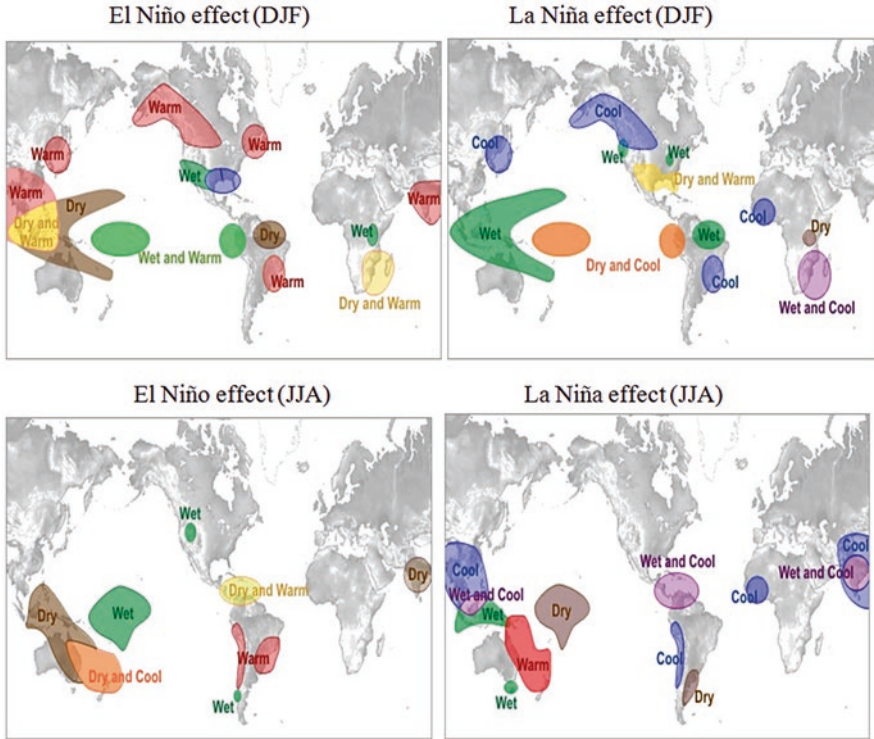 El Niño effect (DJF)
Warm
Warm
Warm
Wet
Warm
Warm
Dry
Dry and
Warm
Wet and Warm
Dry
Wet
Warm
Dry and Warm
La Niña effect (DJF)
Cool
Cool
Wet
Wet
Dry and Warm
Cool
Wet
Wet
Dry
Dry and Cool
Cool
Wet and Cool
El Niño effect (JJA)
Wet
Dry and Warm
Dry
Dry
Wet
Dry and Cool
Warm
Wet
La Niña effect (JJA)
Cool
Cool
Wet and Cool
Wet and Cool
Wet and Cool
Cool
Wet
Dry
Warm
Cool
Wet
Dry